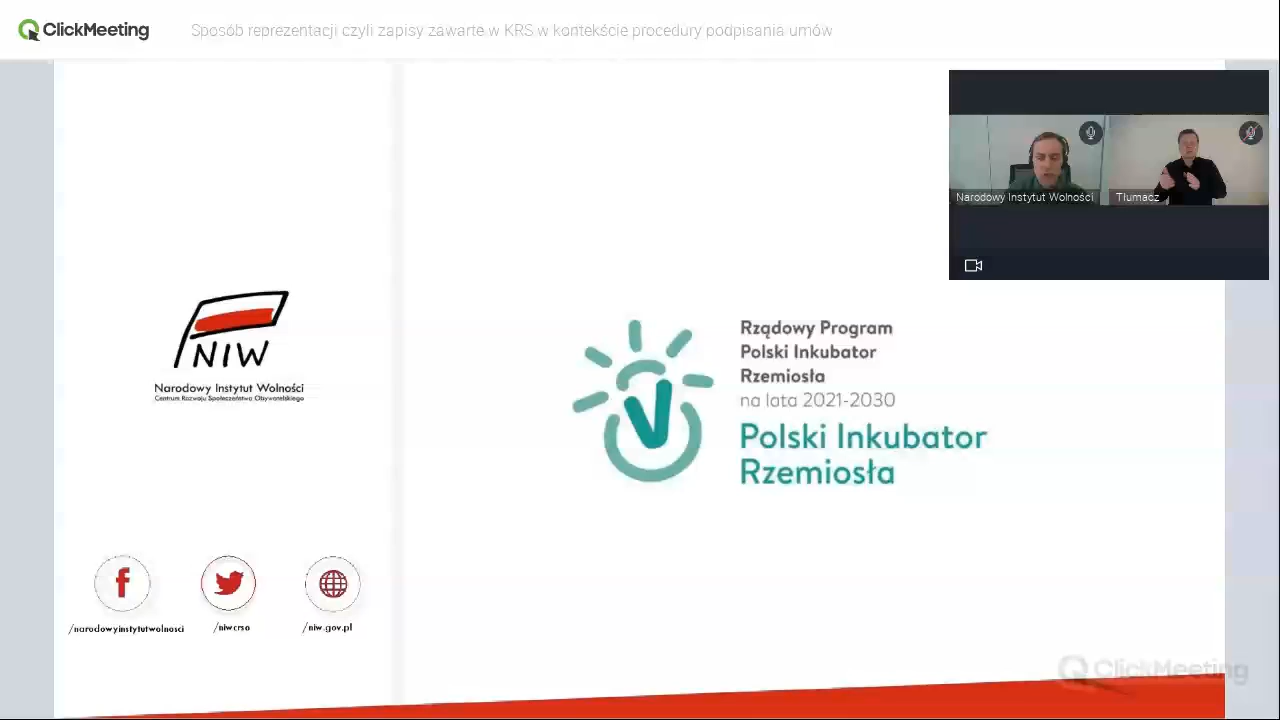 ClickMeeting
Sposób reprezentacji czyli zapisy zawarte w KRS w kontekście procedury podpisania umów
Narodowy Instytut Wolności
Tłumacz
NIW
Narodowy Instytut Wolności
Centrum Rozwoju Społeczeństwa Obywatelskiego
Rządowy Program
Polski Inkubator
Rzemiosła
na lata 2021-2030
Polski Inkubator
Rzemiosła
/narodowyinstytutwolnosci
/niwcrso
/niw.gov.pl
ClickMeeting